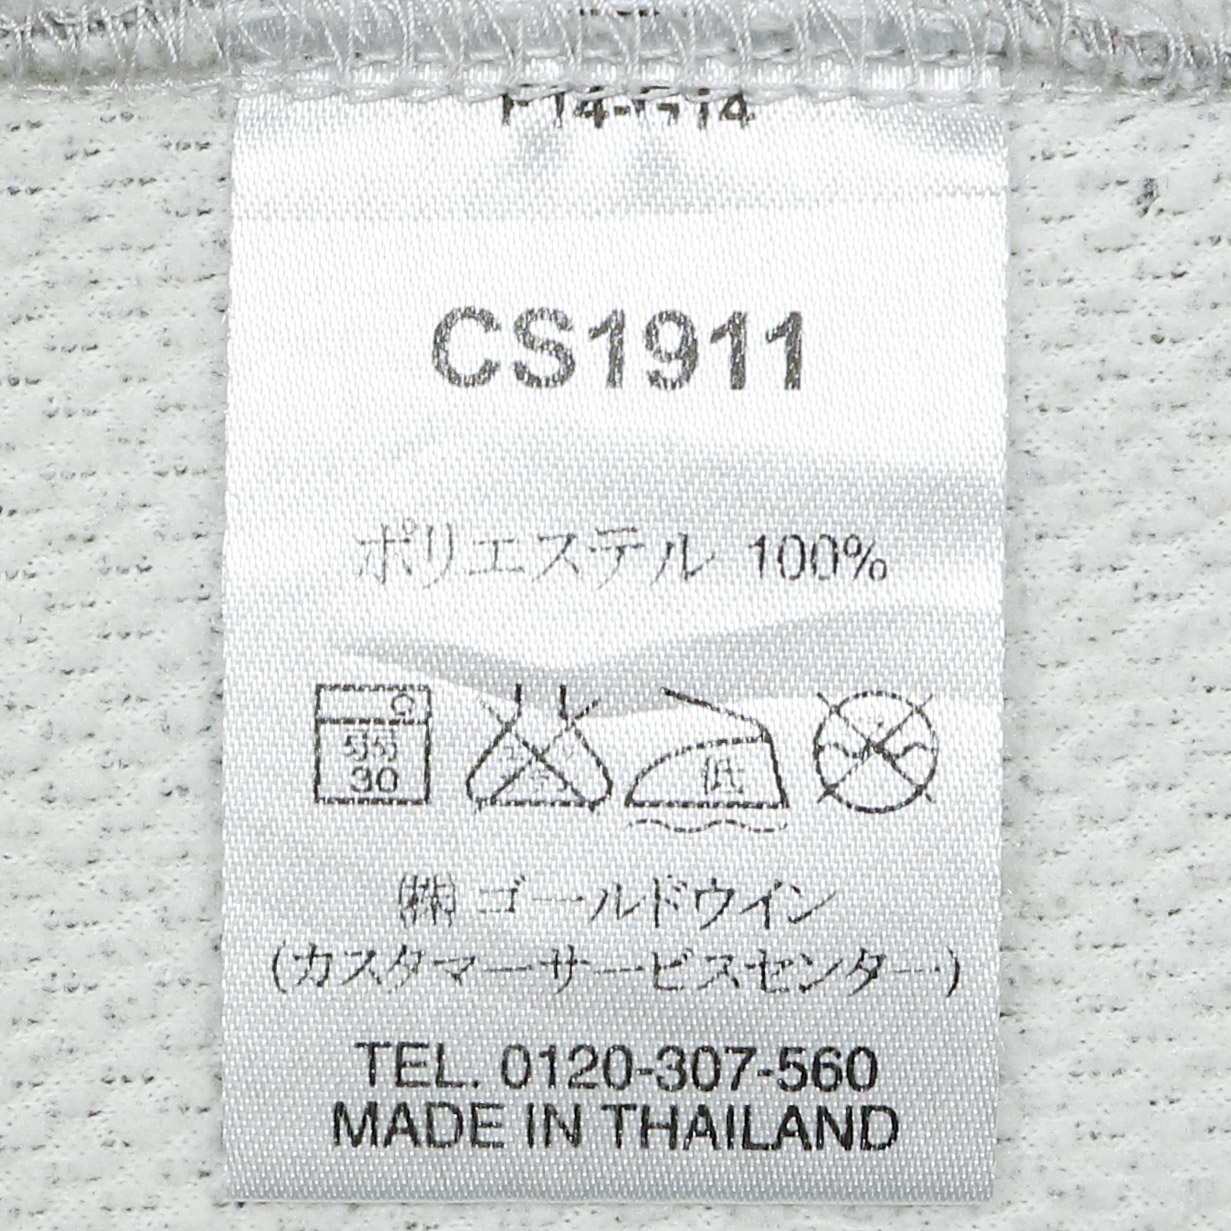 CS1911
ポリエステル 100%
弱
30
低
㈱ ゴールドウイン
(カスタマーサービスセンター)
TEL. 0120-307-560
MADE IN THAILAND